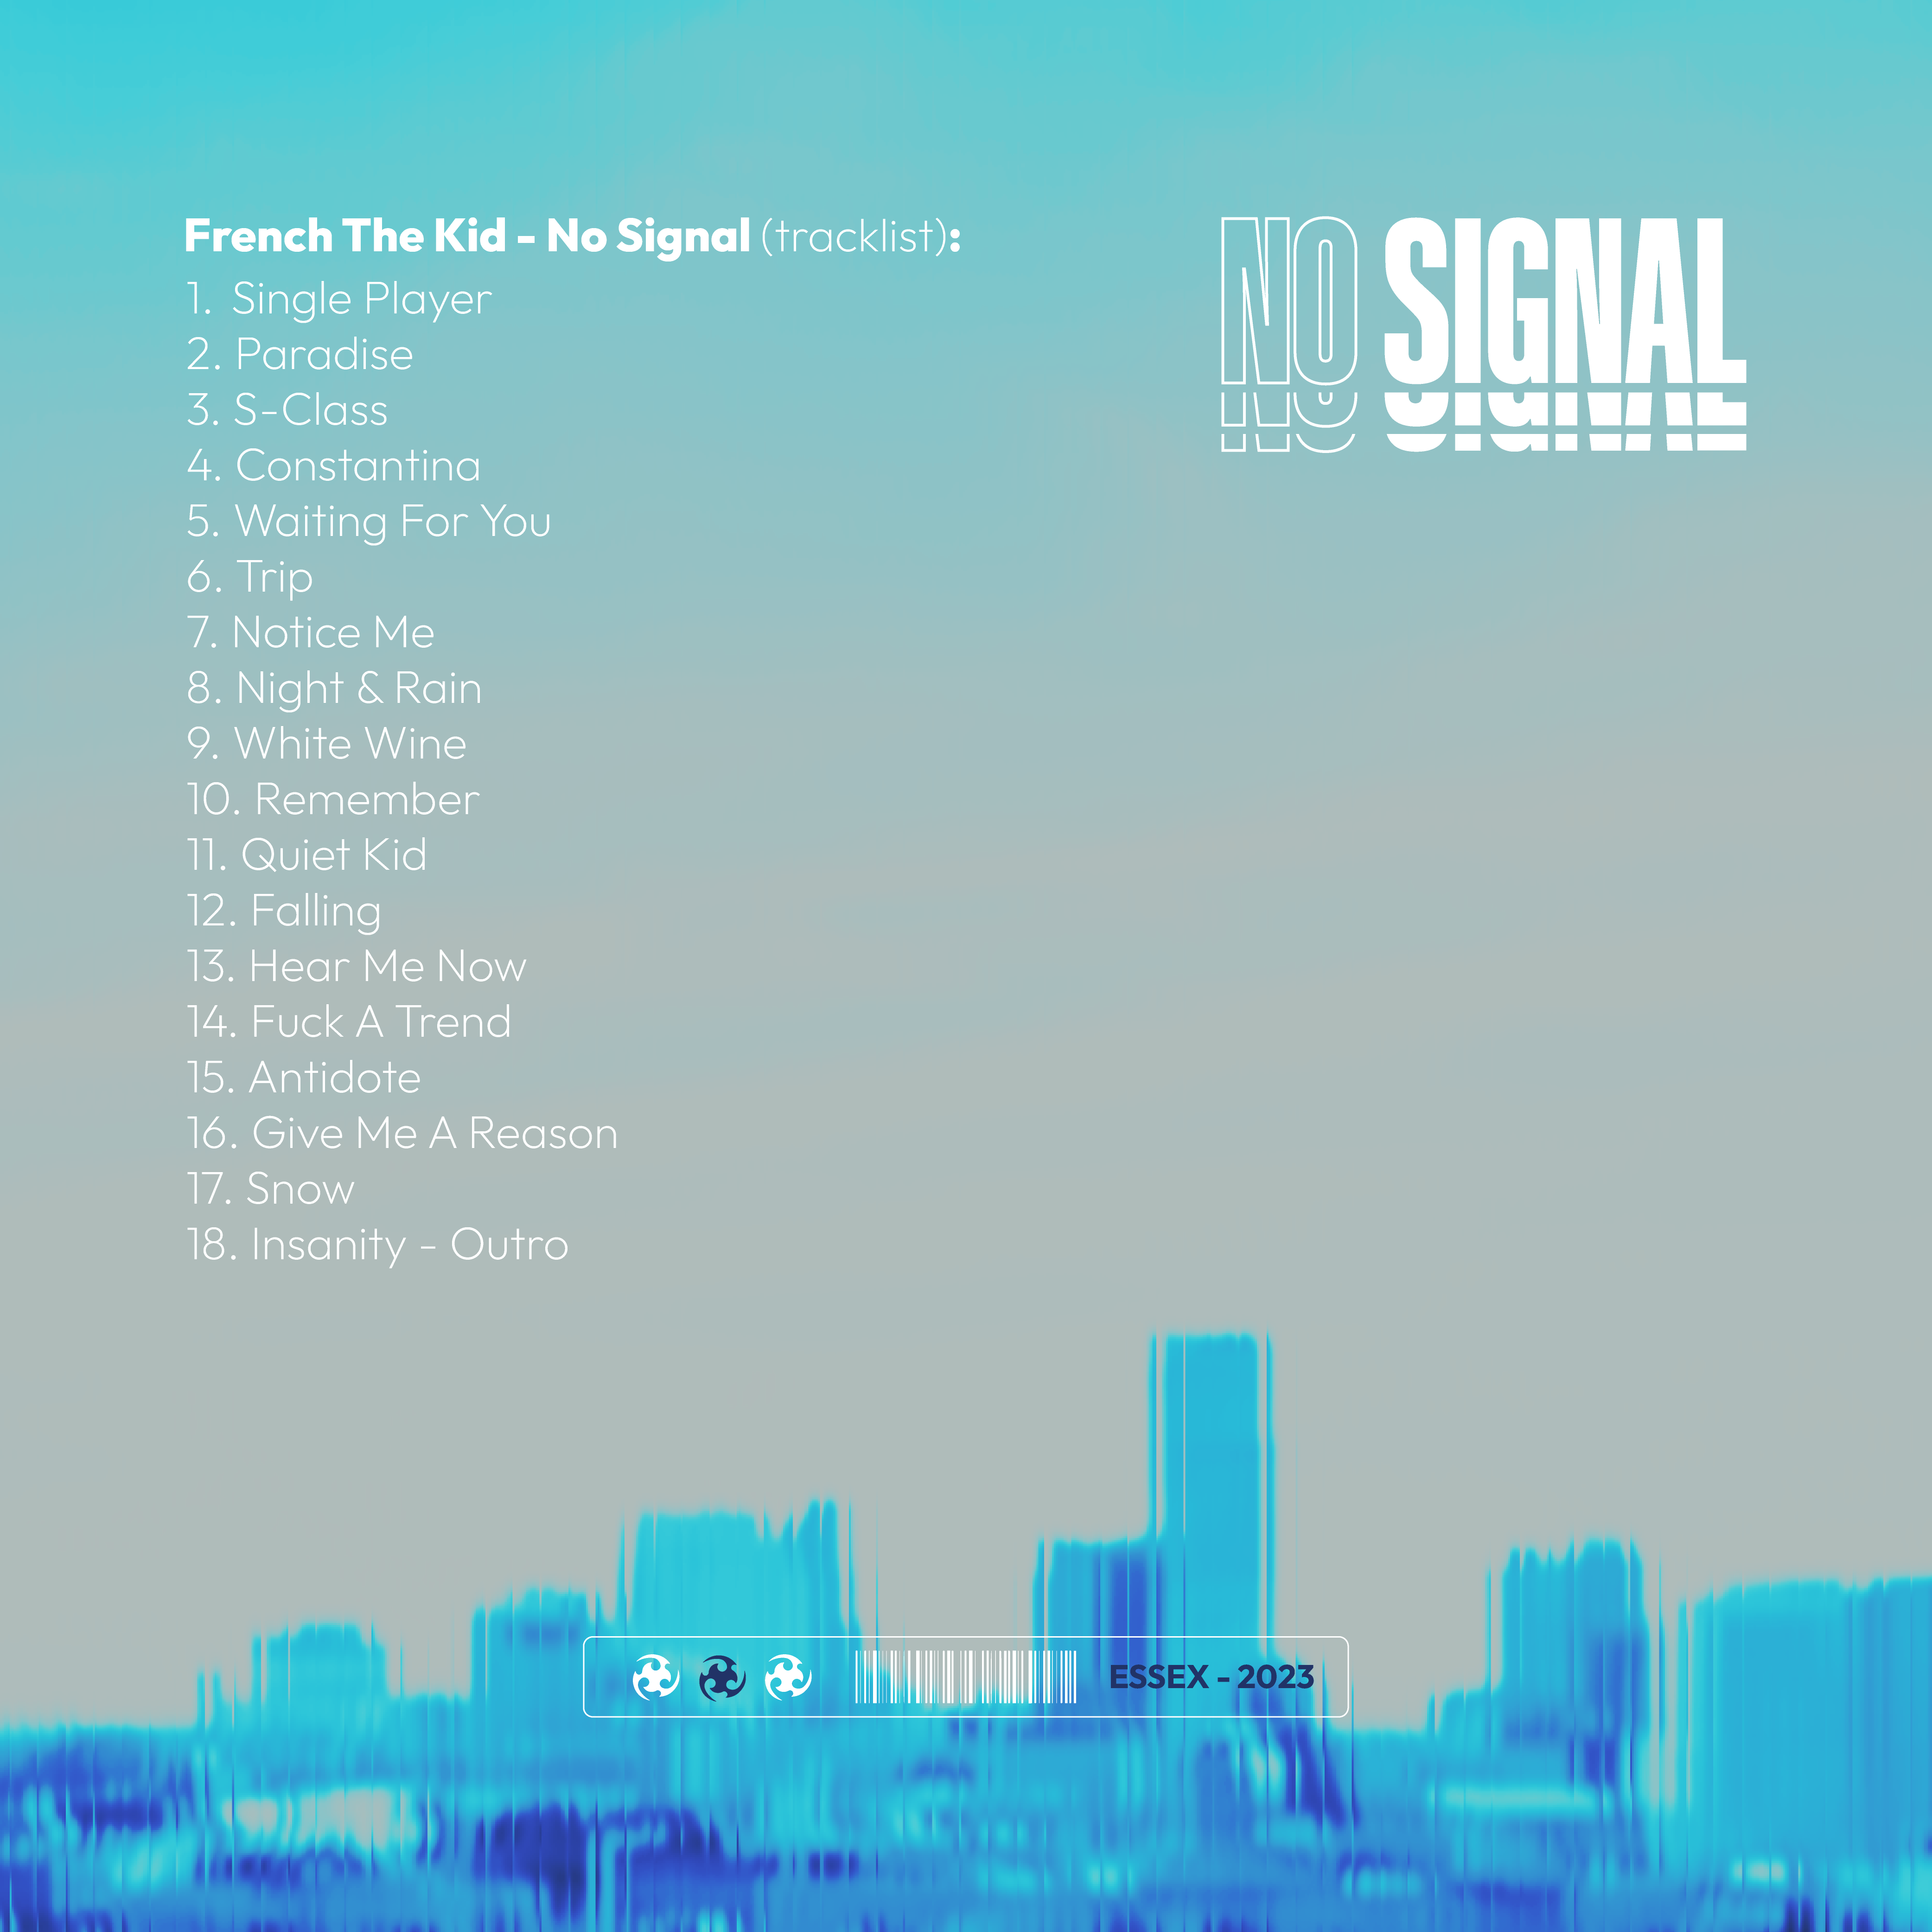 French The Kid - No Signal (tracklist):
1. Single Player
2. Paradise
3. S-Class
4. Constantina
5. Waiting For You
6. Trip
7. Notice Me
8. Night & Rain
9. White Wine
10. Remember
11. Quiet Kid
12. Falling
13. Hear Me Now
14. Fuck A Trend
15. Antidote
16. Give Me A Reason
17. Snow
18. Insanity - Outro
NO SIGNAL
ESSEX - 2023